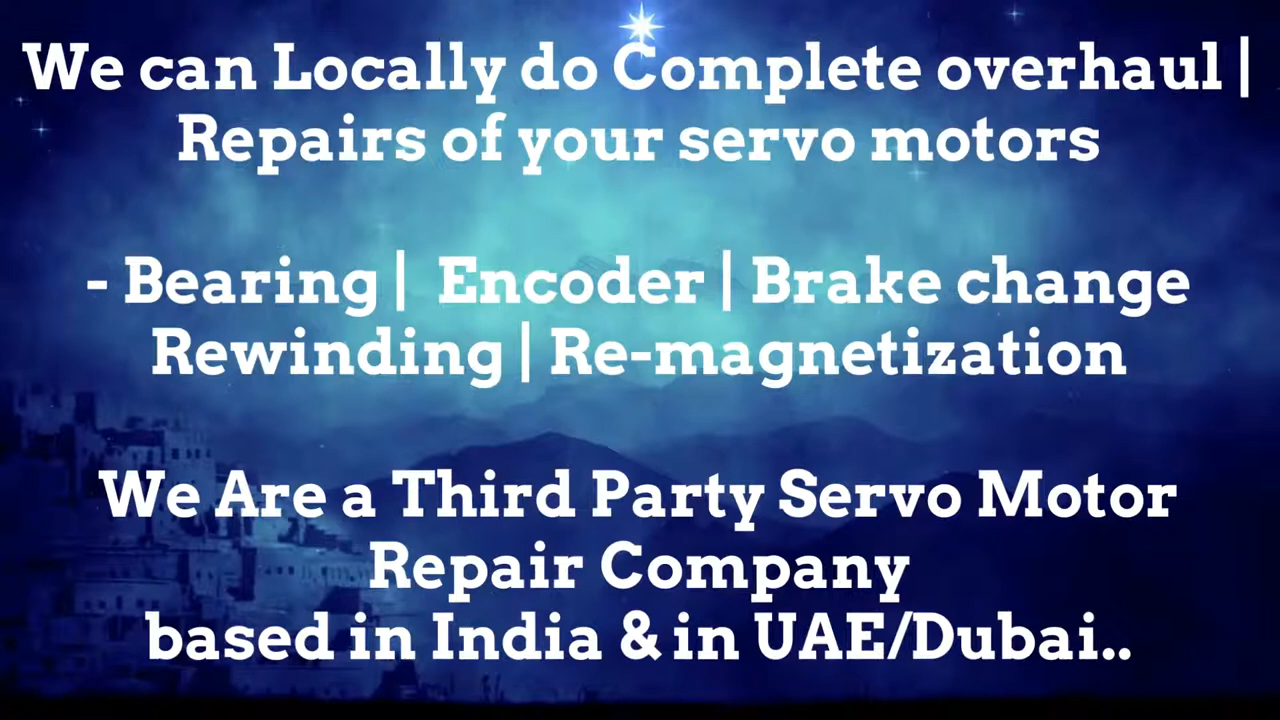 We can Locally do Complete overhaul |
Repairs of your servo motors
- Bearing | Encoder | Brake change
Rewinding | Re-magnetization
We Are a Third Party Servo Motor
Repair Company
based in India & in UAE/Dubai..